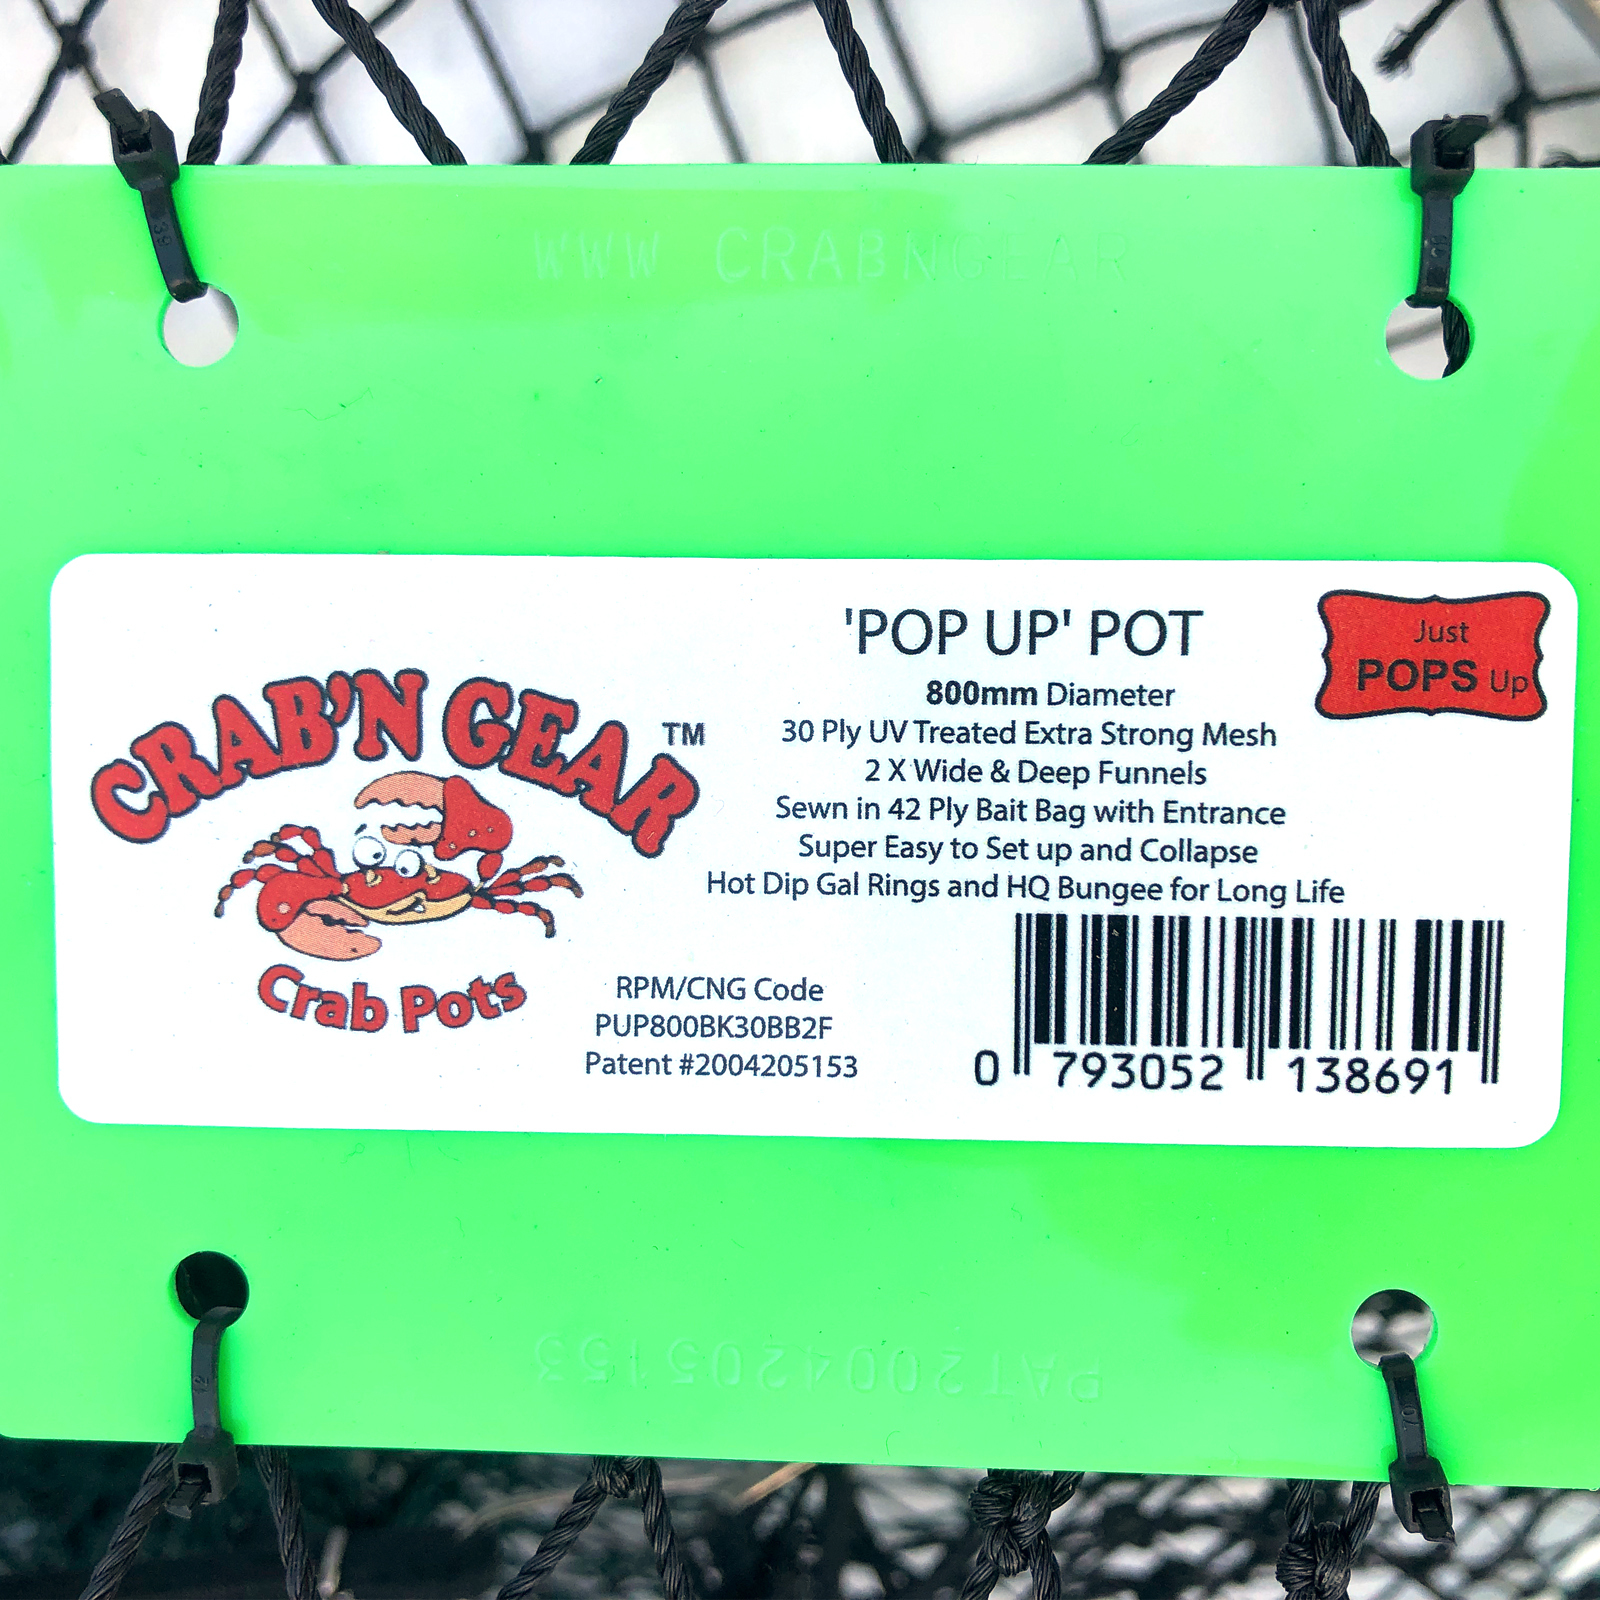 WWW CRABNGEAR
CRAB'N GEAR TM
Crab Pots
'POP UP' POT
800mm Diameter
30 Ply UV Treated Extra Strong Mesh
2 X Wide & Deep Funnels
Sewn in 42 Ply Bait Bag with Entrance
Super Easy to Set up and Collapse
Hot Dip Gal Rings and HQ Bungee for Long Life
Just
POPS Up
RPM/CNG Code
PUP800BK30BB2F
Patent #2004205153
0 793052 138691
PAT2004205153